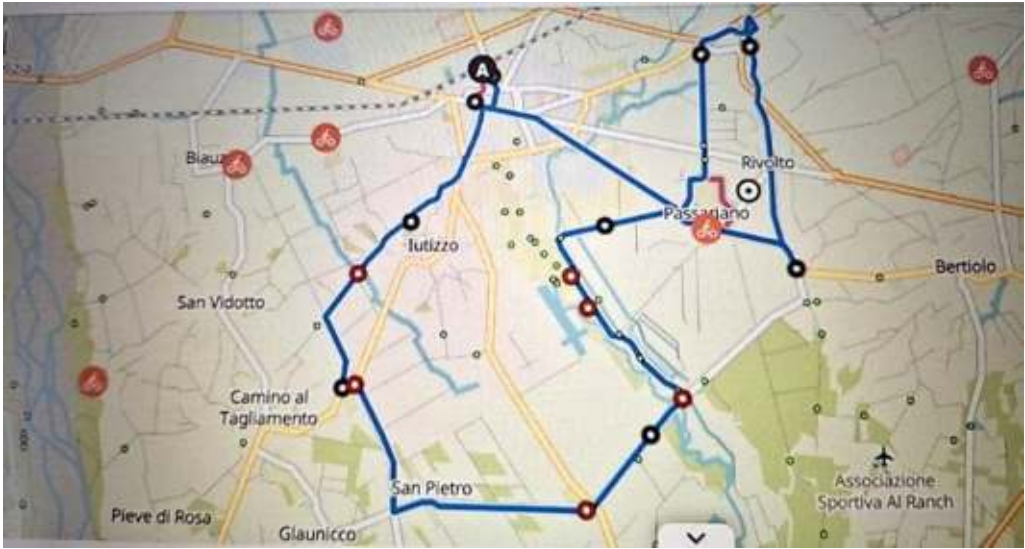 A
Rivolto
Biauz
Passariano
Iutizzo
Bertiolo
San Vidotto
Camino al
Tagliamento
San Pietro
Associazione
Sportiva Al Ranch
Pieve di Rosa
Glaunicco